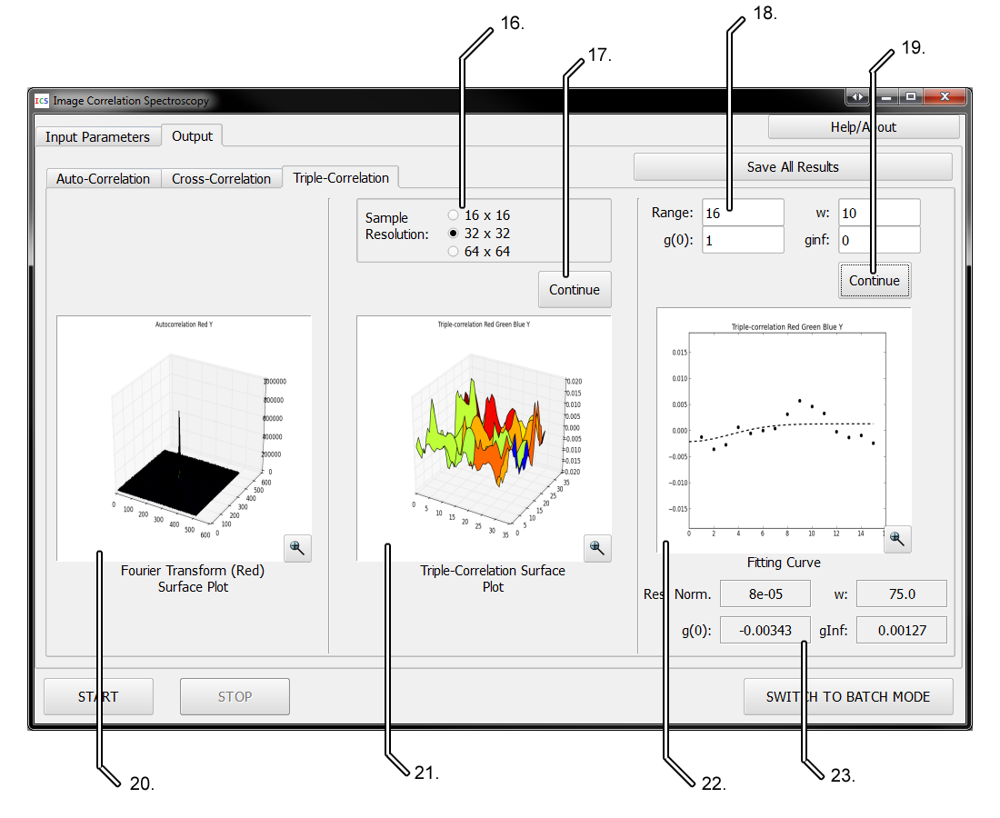 16.
17.
18.
19.
ICS Image Correlation Spectroscopy
Input Parameters
Output
Help/About
Auto-Correlation
Cross-Correlation
Triple-Correlation
Save All Results
Sample
Resolution:
16 x 16
32 x 32
64 x 64
Continue
Range: 16 w: 10
g(0): 1 ginf: 0
Continue
Autocorrelation Red Y
1000000
800000
600000
400000
200000
0
0 100 200 300 400 500 600
0 100 200 300 400 500 600
Fourier Transform (Red)
Surface Plot
Triple-correlation Red Green Blue Y
0.020
0.015
0.010
0.005
0.000
−0.005
−0.010
−0.015
−0.020
0 5 10 15 20 25 30 35
0 5 10 15 20 25 30 35
Triple-Correlation Surface
Plot
Triple-correlation Red Green Blue Y
0.015
0.010
0.005
0.000
−0.005
−0.010
−0.015
0 2 4 6 8 10 12 14
Fitting Curve
Norm. 8e-05 w: 75.0
g(0): -0.00343 gInf: 0.00127
START
STOP
SWITCH TO BATCH MODE
20.
21.
22.
23.